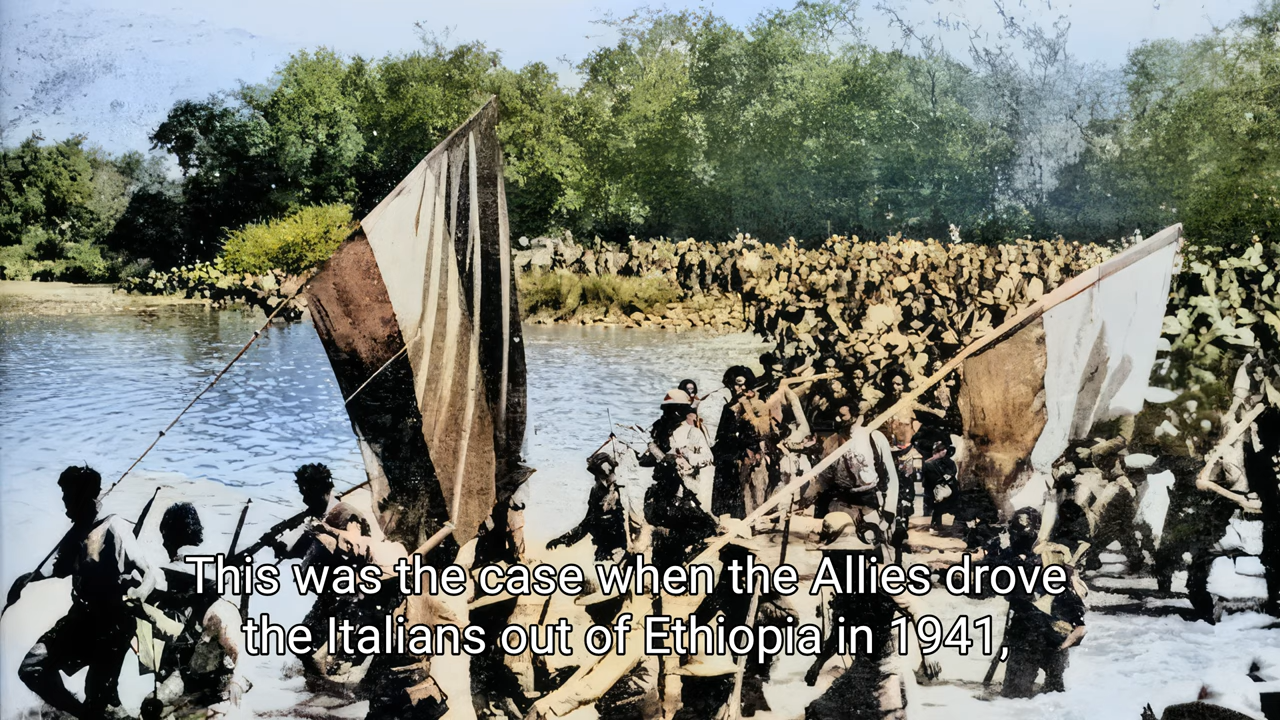 This was the case when the Allies drove
the Italians out of Ethiopia in 1941,